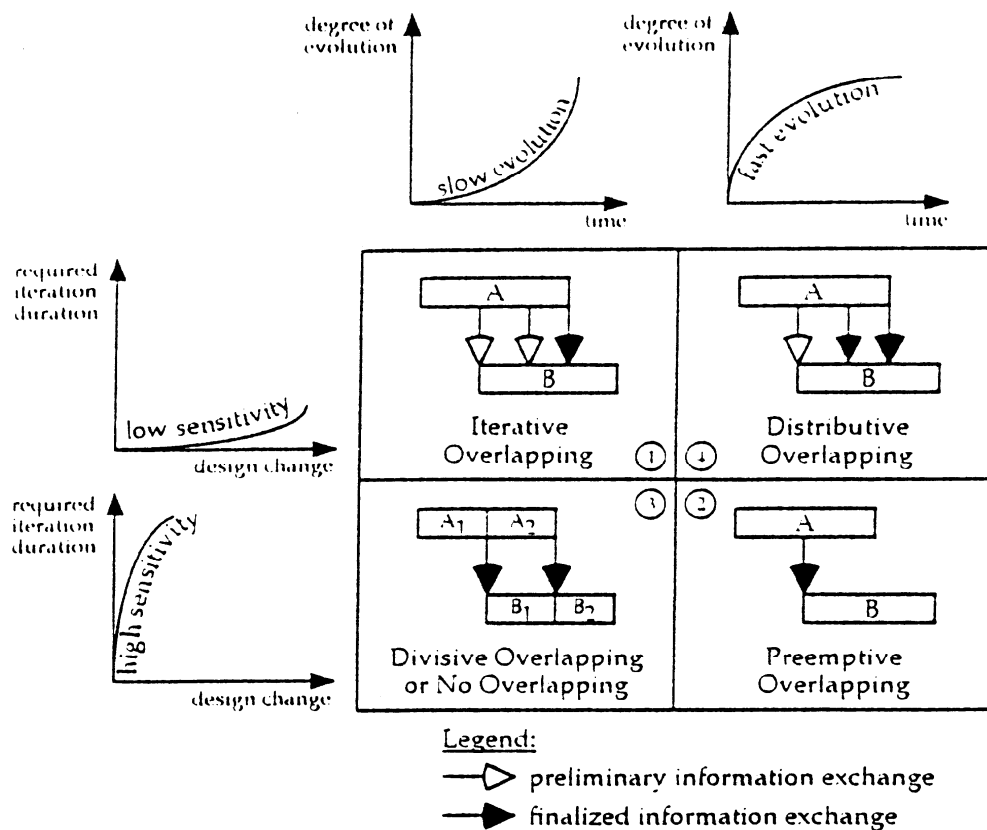 degree of
evolution
slow evolution
time
degree of
evolution
fast evolution
time
required
iteration
duration
low sensitivity
design change
required
iteration
duration
high sensitivity
design change
A
B
Iterative
Overlapping
1
A
B
Distributive
Overlapping
4
A1 A2
B1 B2
Divisive Overlapping
or No Overlapping
3
A
B
Preemptive
Overlapping
2
Legend:
preliminary information exchange
finalized information exchange